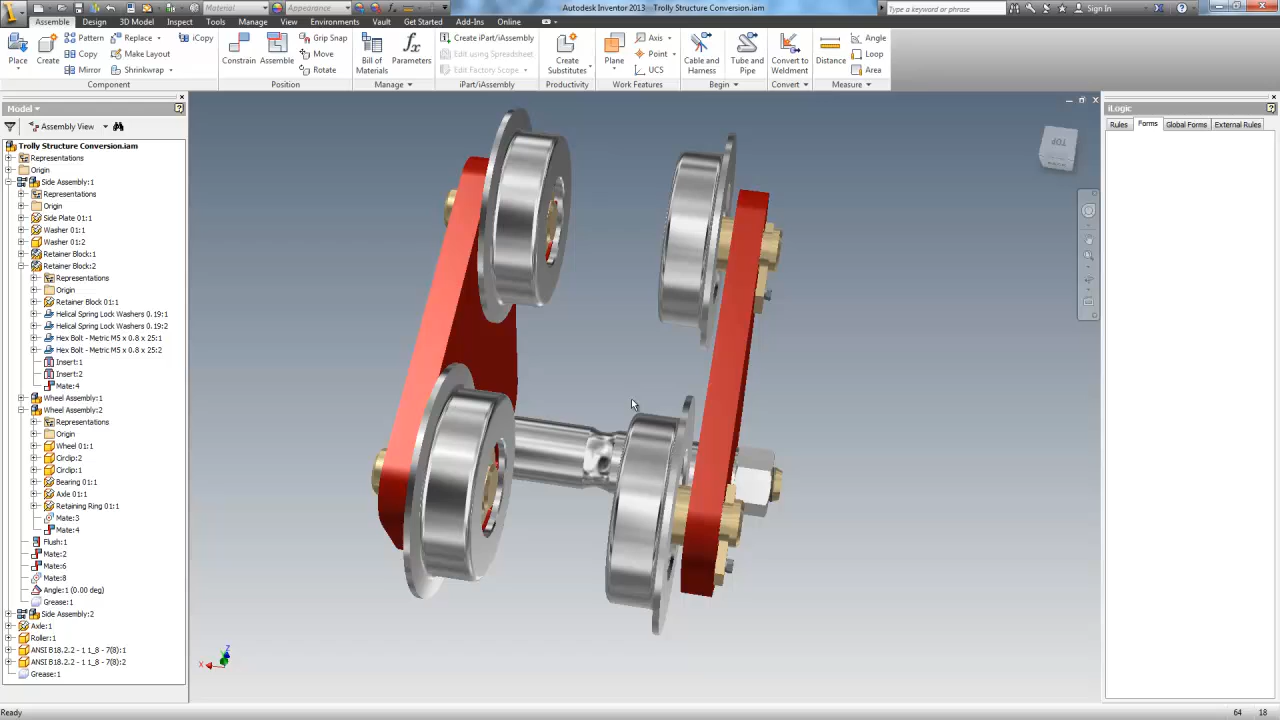 Material
Appearance
Autodesk Inventor 2013 - Trolly Structure Conversion.iam
Type a keyword or phrase
Sign In
Assemble Design 3D Model Inspect Tools Manage View Environments Vault Get Started Add-Ins Online
Pattern Replace iCopy Grip Snap Create iPart/iAssembly Axis Angle
Place Create Copy Make Layout Constrain Assemble Move Bill of Materials Parameters Edit using Spreadsheet Create Substitutes Plane Point Cable and Harness Tube and Pipe Convert to Weldment Distance Loop
Mirror Shrinkwrap Rotate Edit Factory Scope UCS Area
Component Position Manage iPart/iAssembly Productivity Work Features Begin Convert Measure
Model
Assembly View
Trolly Structure Conversion.iam
Representations
Origin
Side Assembly:1
Representations
Origin
Side Plate 01:1
Washer 01:1
Washer 01:2
Retainer Block:1
Retainer Block:2
Representations
Origin
Retainer Block 01:1
Helical Spring Lock Washers 0.19:1
Helical Spring Lock Washers 0.19:2
Hex Bolt - Metric M5 x 0.8 x 25:1
Hex Bolt - Metric M5 x 0.8 x 25:2
Insert:1
Insert:2
Mate:4
Wheel Assembly:1
Wheel Assembly:2
Representations
Origin
Wheel 01:1
Circlip:2
Circlip:1
Bearing 01:1
Axle 01:1
Retaining Ring 01:1
Mate:3
Mate:4
Flush:1
Mate:2
Mate:6
Mate:8
Angle:1 (0.00 deg)
Grease:1
Side Assembly:2
Axle:1
Roller:1
ANSI B18.2.2 - 1 1_8 - 7(8):1
ANSI B18.2.2 - 1 1_8 - 7(8):2
Grease:1
TOP
X
Z
iLogic
Rules Forms Global Forms External Rules
Ready
64 18